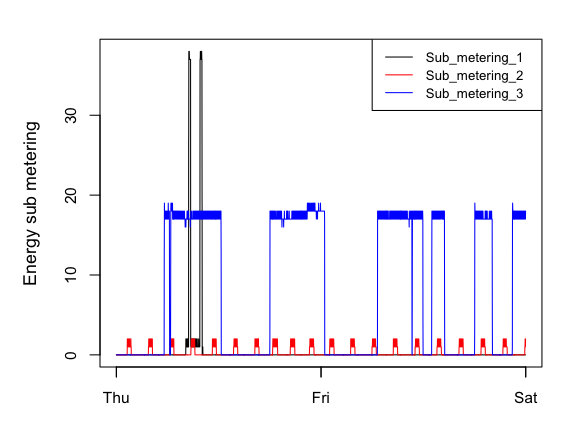 Sub_metering_1
Sub_metering_2
Sub_metering_3
Energy sub metering
30
20
10
0
Thu Fri Sat